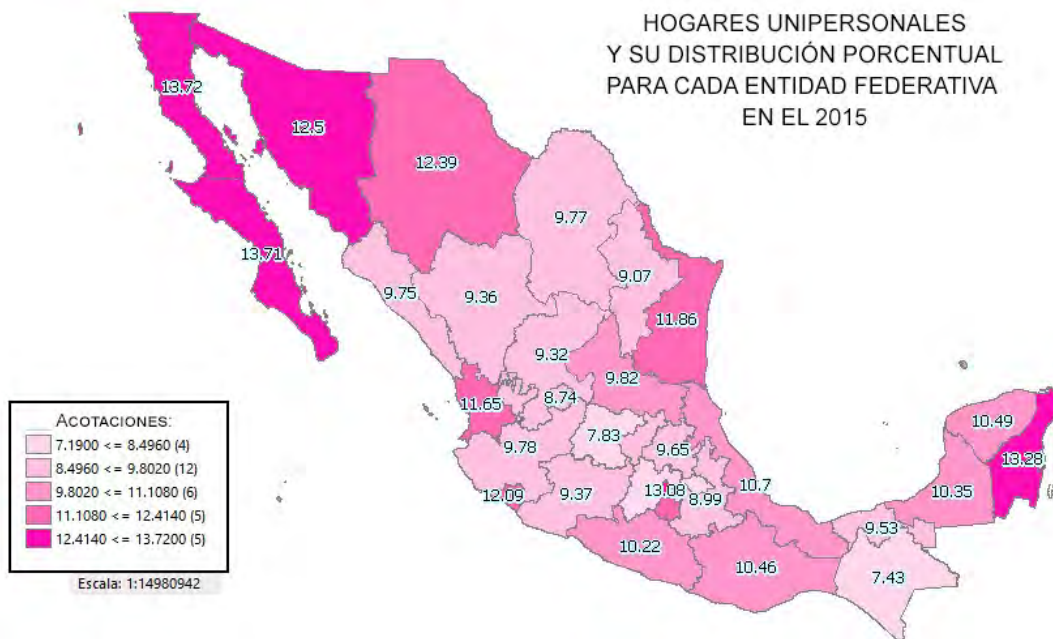 HOGARES UNIPERSONALES
Y SU DISTRIBUCIÓN PORCENTUAL
PARA CADA ENTIDAD FEDERATIVA
EN EL 2015
13.72
12.5
12.39
9.77
13.71
9.07
9.75
9.36
11.86
9.32
9.82
8.74
11.65
10.49
7.83
9.78
9.65
13.28
13.08
10.7
12.09
9.37
8.99
10.35
9.53
10.22
10.46
7.43
ACOTACIONES:
7.1900 <= 8.4960 (4)
8.4960 <= 9.8020 (12)
9.8020 <= 11.1080 (6)
11.1080 <= 12.4140 (5)
12.4140 <= 13.7200 (5)
Escala: 1:14980942